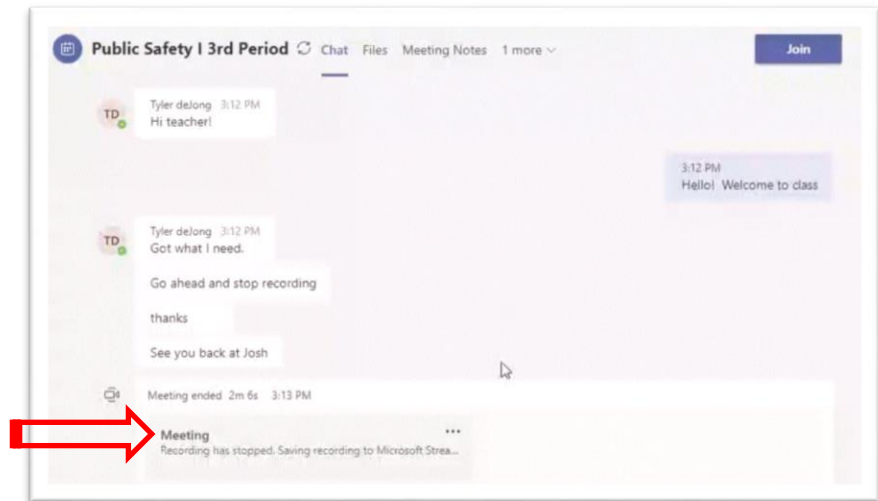 Public Safety I 3rd Period Chat Files Meeting Notes 1 more Join
TD Tyler deJong 3:12 PM
Hi teacher!
3:12 PM
Hello! Welcome to class
TD Tyler deJong 3:12 PM
Got what I need.
Go ahead and stop recording
thanks
See you back at Josh
Meeting ended 2m 6s 3:13 PM
Meeting ...
Recording has stopped. Saving recording to Microsoft Strea...